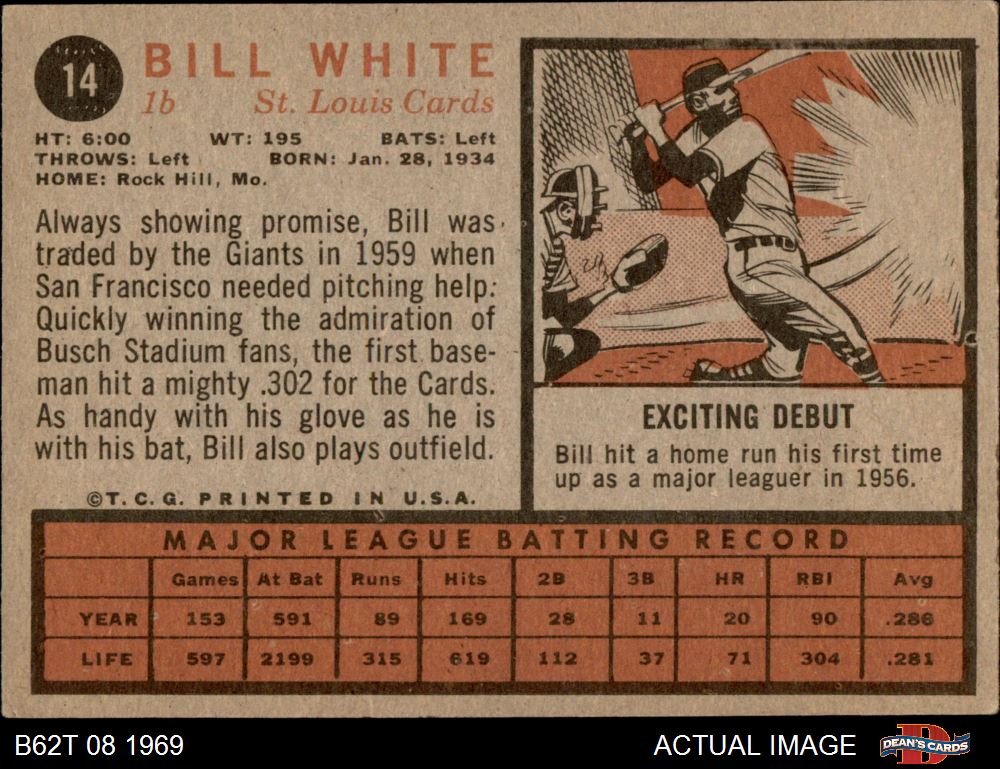 14
BILL WHITE
1b St. Louis Cards
HT: 6:00 WT: 195 BATS: Left
THROWS: Left BORN: Jan. 28, 1934
HOME: Rock Hill, Mo.
Always showing promise, Bill was
traded by the Giants in 1959 when
San Francisco needed pitching help.
Quickly winning the admiration of
Busch Stadium fans, the first base-
man hit a mighty .302 for the Cards.
As handy with his glove as he is
with his bat, Bill also plays outfield.
©T.C.G. PRINTED IN U.S.A.
EXCITING DEBUT
Bill hit a home run his first time
up as a major leaguer in 1956.
MAJOR LEAGUE BATTING RECORD
Games At Bat Runs Hits 2B 3B HR RBI Avg
YEAR 153 591 89 169 28 11 20 90 .286
LIFE 597 2199 315 619 112 37 71 304 .281
B62T 08 1969 ACTUAL IMAGE DEAN'S CARDS